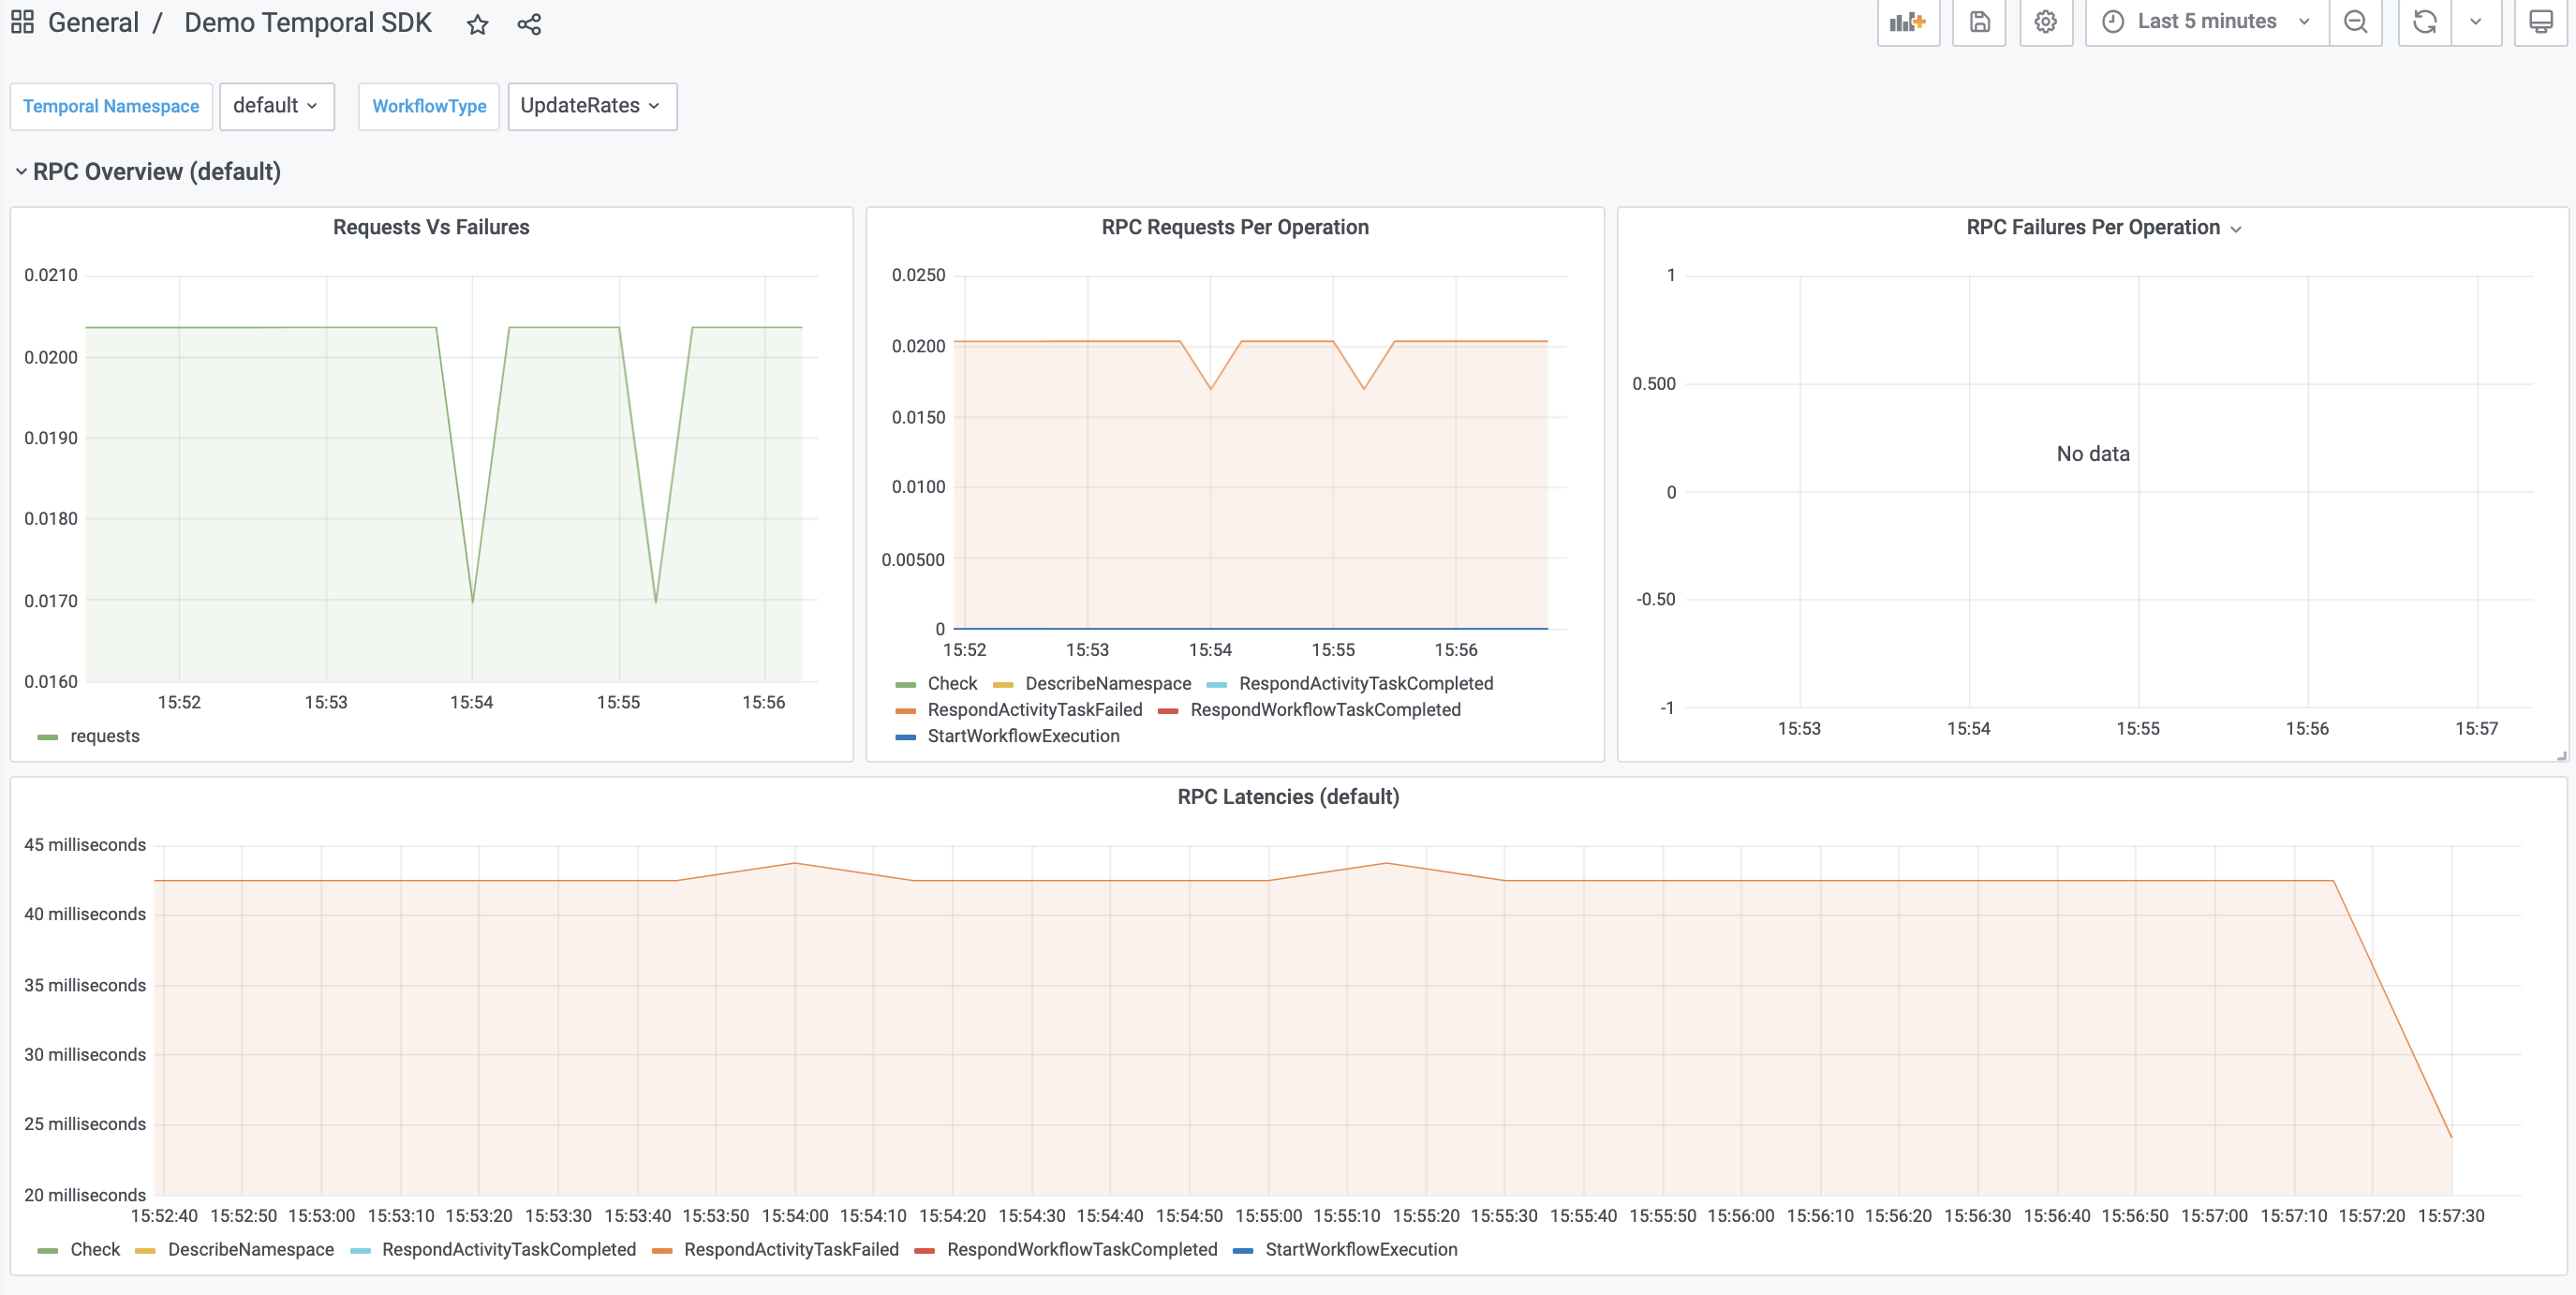 General / Demo Temporal SDK
Last 5 minutes
Temporal Namespace default WorkflowType UpdateRates
RPC Overview (default)
Requests Vs Failures
0.0210
0.0200
0.0190
0.0180
0.0170
0.0160
15:52 15:53 15:54 15:55 15:56
requests
RPC Requests Per Operation
0.0250
0.0200
0.0150
0.0100
0.00500
0
15:52 15:53 15:54 15:55 15:56
Check DescribeNamespace RespondActivityTaskCompleted
RespondActivityTaskFailed RespondWorkflowTaskCompleted
StartWorkflowExecution
RPC Failures Per Operation
1
0.500
0
-0.50
-1
No data
15:53 15:54 15:55 15:56 15:57
RPC Latencies (default)
45 milliseconds
40 milliseconds
35 milliseconds
30 milliseconds
25 milliseconds
20 milliseconds
15:52:40 15:52:50 15:53:00 15:53:10 15:53:20 15:53:30 15:53:40 15:53:50 15:54:00 15:54:10 15:54:20 15:54:30 15:54:40 15:54:50 15:55:00 15:55:10 15:55:20 15:55:30 15:55:40 15:55:50 15:56:00 15:56:10 15:56:20 15:56:30 15:56:40 15:56:50 15:57:00 15:57:10 15:57:20 15:57:30
Check DescribeNamespace RespondActivityTaskCompleted RespondActivityTaskFailed RespondWorkflowTaskCompleted StartWorkflowExecution